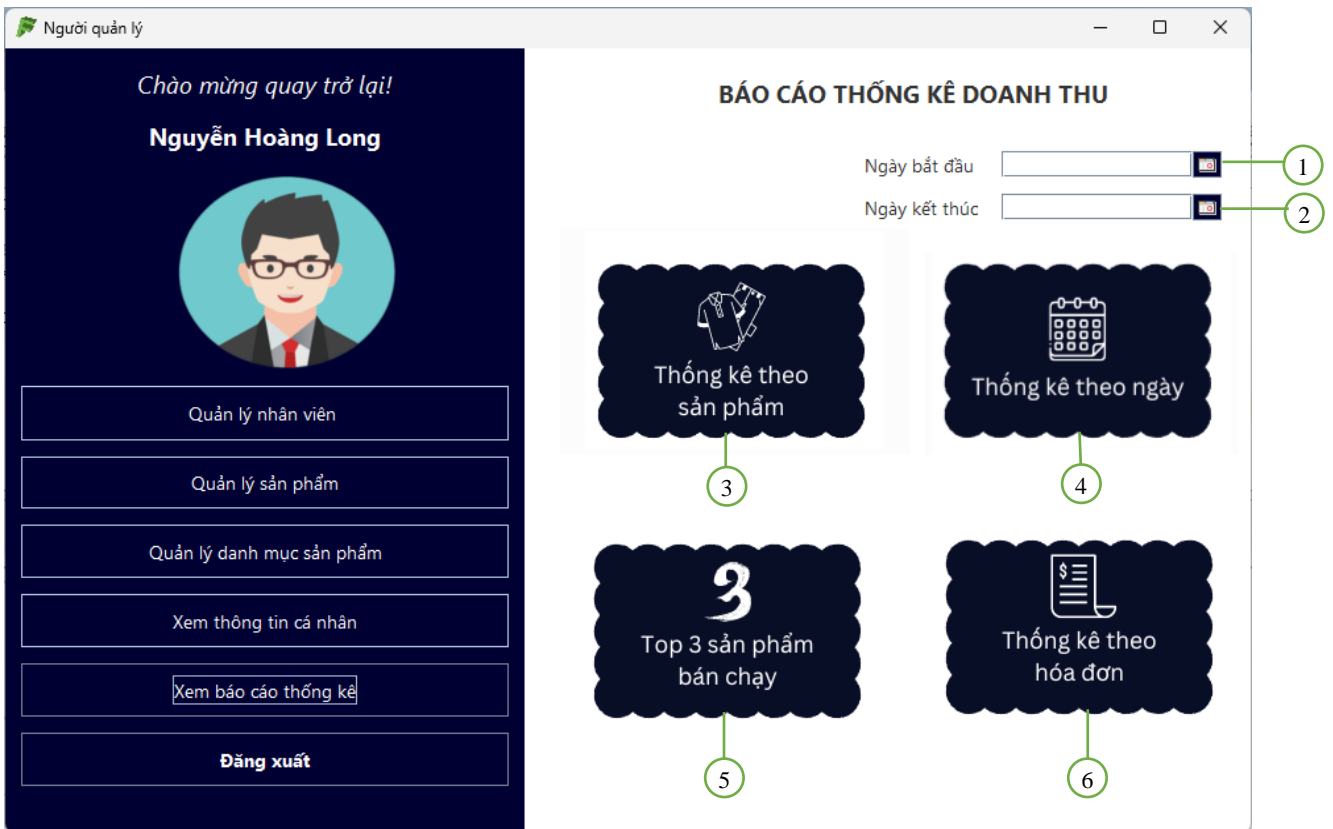 Người quản lý
Chào mừng quay trở lại!
Nguyễn Hoàng Long
Quản lý nhân viên
Quản lý sản phẩm
Quản lý danh mục sản phẩm
Xem thông tin cá nhân
Xem báo cáo thống kê
Đăng xuất
BÁO CÁO THỐNG KÊ DOANH THU
Ngày bắt đầu
1
Ngày kết thúc
2
Thống kê theo
sản phẩm
3
Thống kê theo ngày
4
3
Top 3 sản phẩm
bán chạy
5
$
Thống kê theo
hóa đơn
6